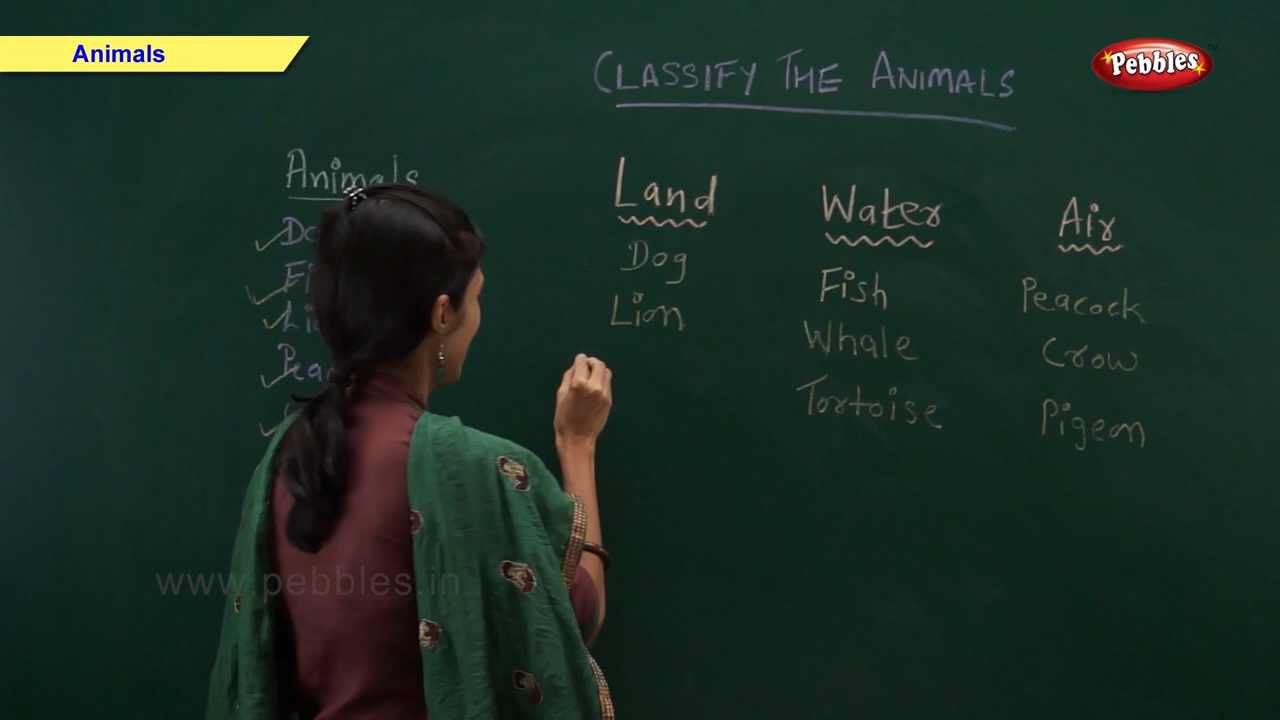 Animals
Pebbles
CLASSIFY THE ANIMALS
Animals
Land
Dog
Lion
Water
Fish
Whale
Tortoise
Air
Peacock
Crow
Pigeon
www.pebbles.in